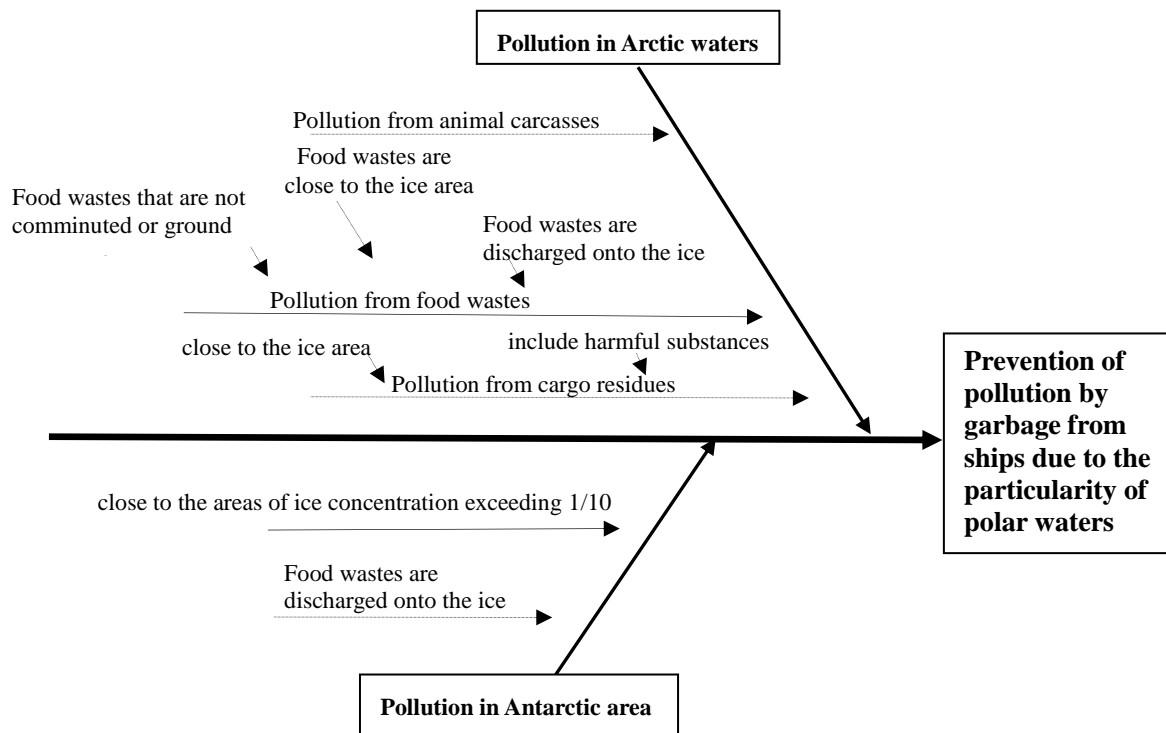 Pollution in Arctic waters
Pollution from animal carcasses
Food wastes are
close to the ice area
Food wastes that are not
comminuted or ground
Food wastes are
discharged onto the ice
Pollution from food wastes
close to the ice area
include harmful substances
Pollution from cargo residues
Prevention of
pollution by
garbage from
ships due to the
particularity of
polar waters
close to the areas of ice concentration exceeding 1/10
Food wastes are
discharged onto the ice
Pollution in Antarctic area